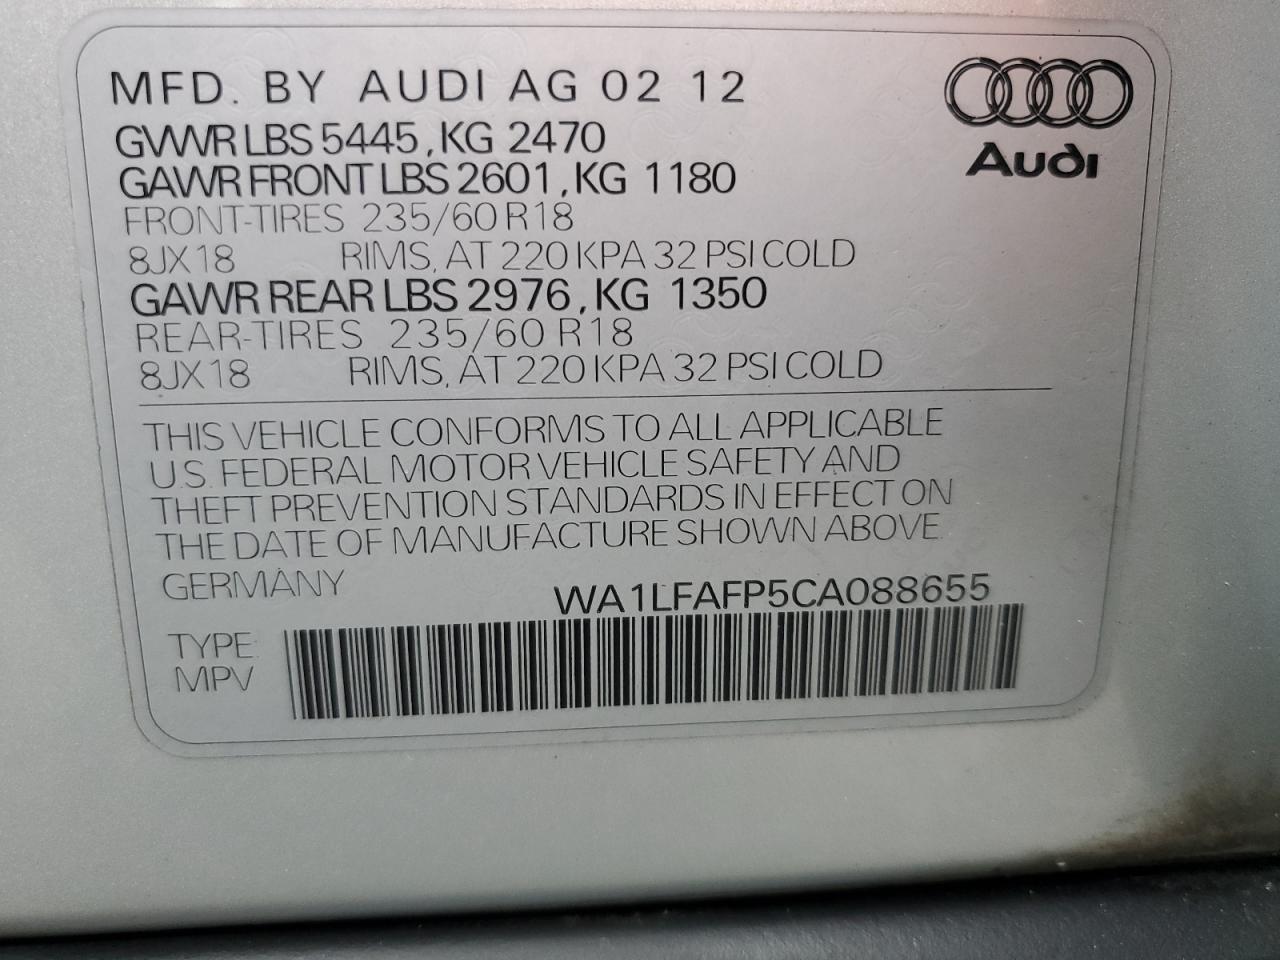 MFD. BY AUDI AG 02 12
Audi
GVWR LBS 5445, KG 2470
GAWR FRONT LBS 2601, KG 1180
FRONT-TIRES 235/60 R18
8JX18 RIMS, AT 220 KPA 32 PSI COLD
GAWR REAR LBS 2976, KG 1350
REAR-TIRES 235/60 R18
8JX18 RIMS, AT 220 KPA 32 PSI COLD
THIS VEHICLE CONFORMS TO ALL APPLICABLE
U.S. FEDERAL MOTOR VEHICLE SAFETY AND
THEFT PREVENTION STANDARDS IN EFFECT ON
THE DATE OF MANUFACTURE SHOWN ABOVE.
GERMANY WA1LFAFP5CA088655
TYPE:
MPV